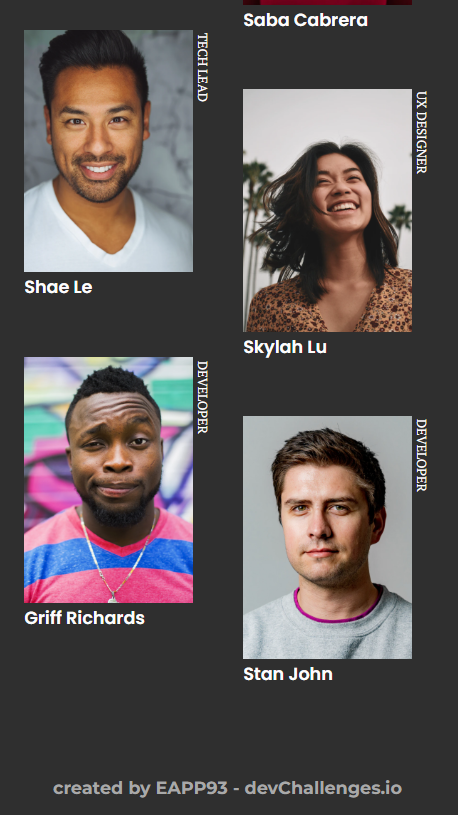 Saba Cabrera
TECH LEAD
Shae Le
UX DESIGNER
Skylah Lu
DEVELOPER
Griff Richards
DEVELOPER
Stan John
created by EAPP93 - devChallenges.io